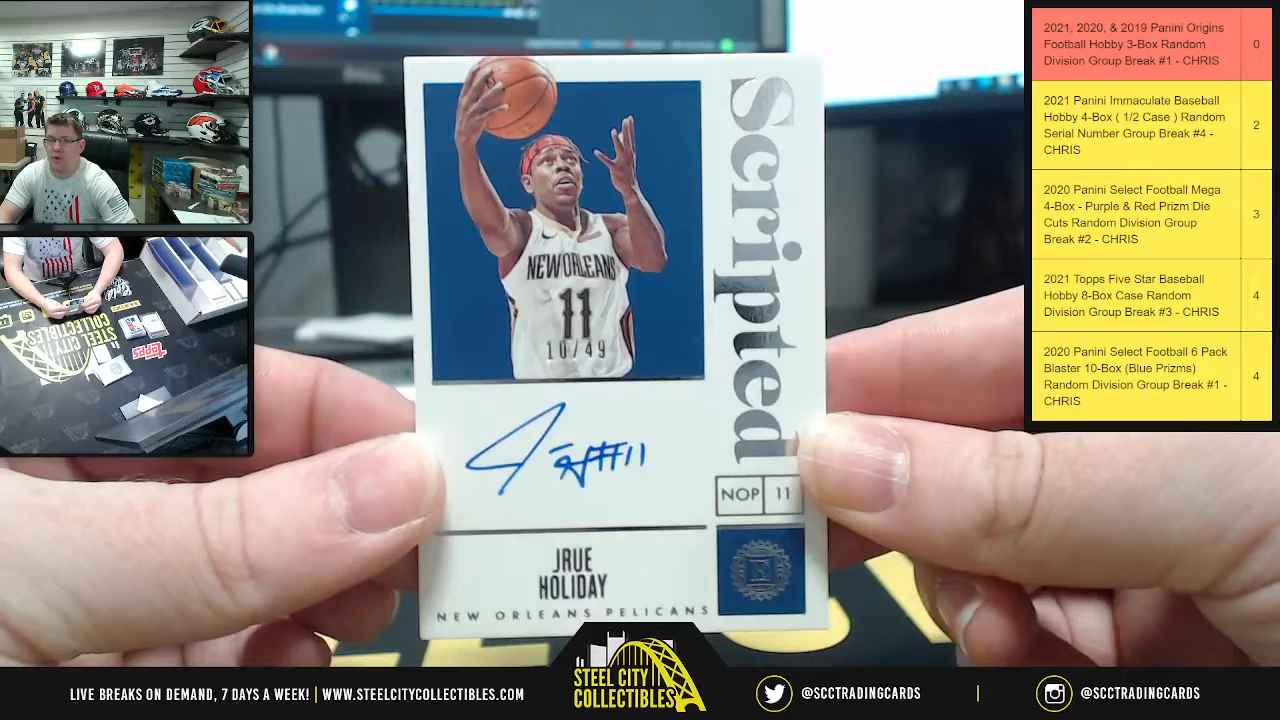 Scripted
NEW ORLEANS
11
10/49
#11
NOP 11
JRUE
HOLIDAY
NEW ORLEANS PELICANS
2021, 2020, & 2019 Panini Origins
Football Hobby 3-Box Random
Division Group Break #1 - CHRIS
0
2021 Panini Immaculate Baseball
Hobby 4-Box ( 1/2 Case ) Random
Serial Number Group Break #4 -
CHRIS
2
2020 Panini Select Football Mega
4-Box - Purple & Red Prizm Die
Cuts Random Division Group
Break #2 - CHRIS
3
2021 Topps Five Star Baseball
Hobby 8-Box Case Random
Division Group Break #3 - CHRIS
4
2020 Panini Select Football 6 Pack
Blaster 10-Box (Blue Prizms)
Random Division Group Break #1 -
CHRIS
4
STEEL CITY
COLLECTIBLES
topps
LIVE BREAKS ON DEMAND, 7 DAYS A WEEK! | WWW.STEELCITYCOLLECTIBLES.COM
STEEL CITY
COLLECTIBLES
@SCCTRADINGCARDS
@SCCTRADINGCARDS